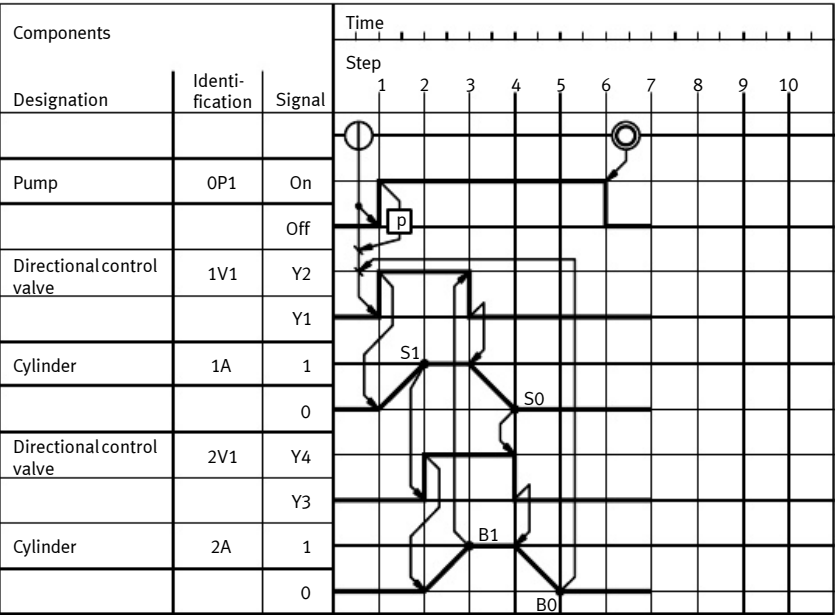 Components
Time
Step
Designation
Identi-
fication
Signal
1 2 3 4 5 6 7 8 9 10
Pump 0P1 On
p
Off
Directional control
valve
1V1 Y2
Y1
S1
Cylinder 1A 1
S0
0
Directional control
valve
2V1 Y4
Y3
B1
Cylinder 2A 1
0
B0